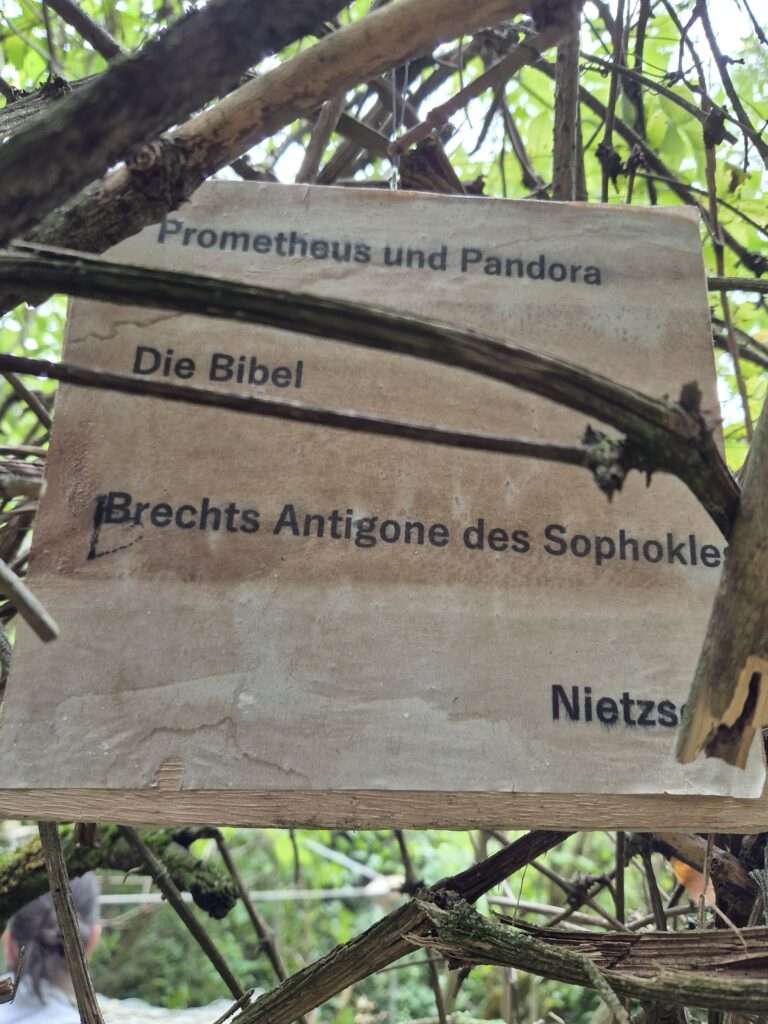 Prometheus und Pandora
Die Bibel
Brechts Antigone des Sophokles